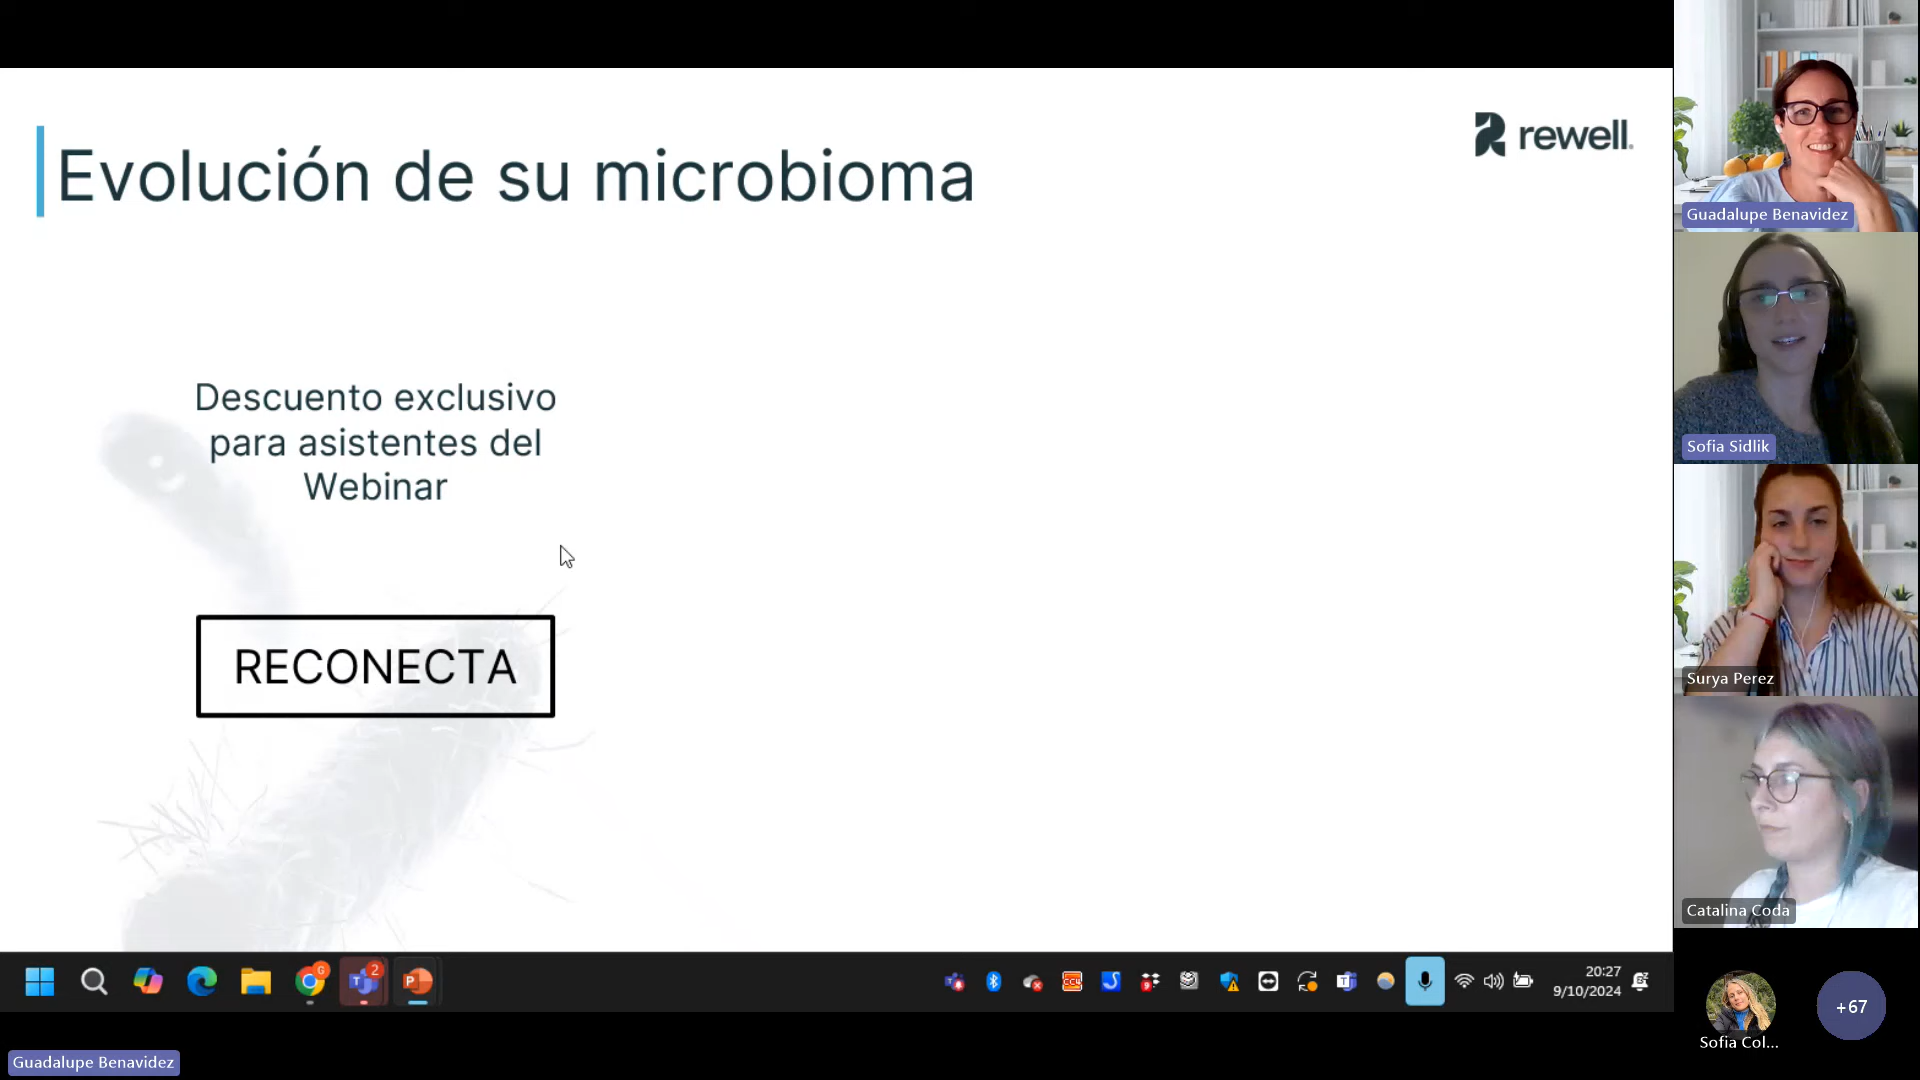 Evolución de su microbioma
rewell.
Descuento exclusivo
para asistentes del
Webinar
RECONECTA
Guadalupe Benavidez
Sofia Sidlik
Surya Perez
Catalina Coda
Sofia Col...
+67
G
2
20:27
9/10/2024
Guadalupe Benavidez